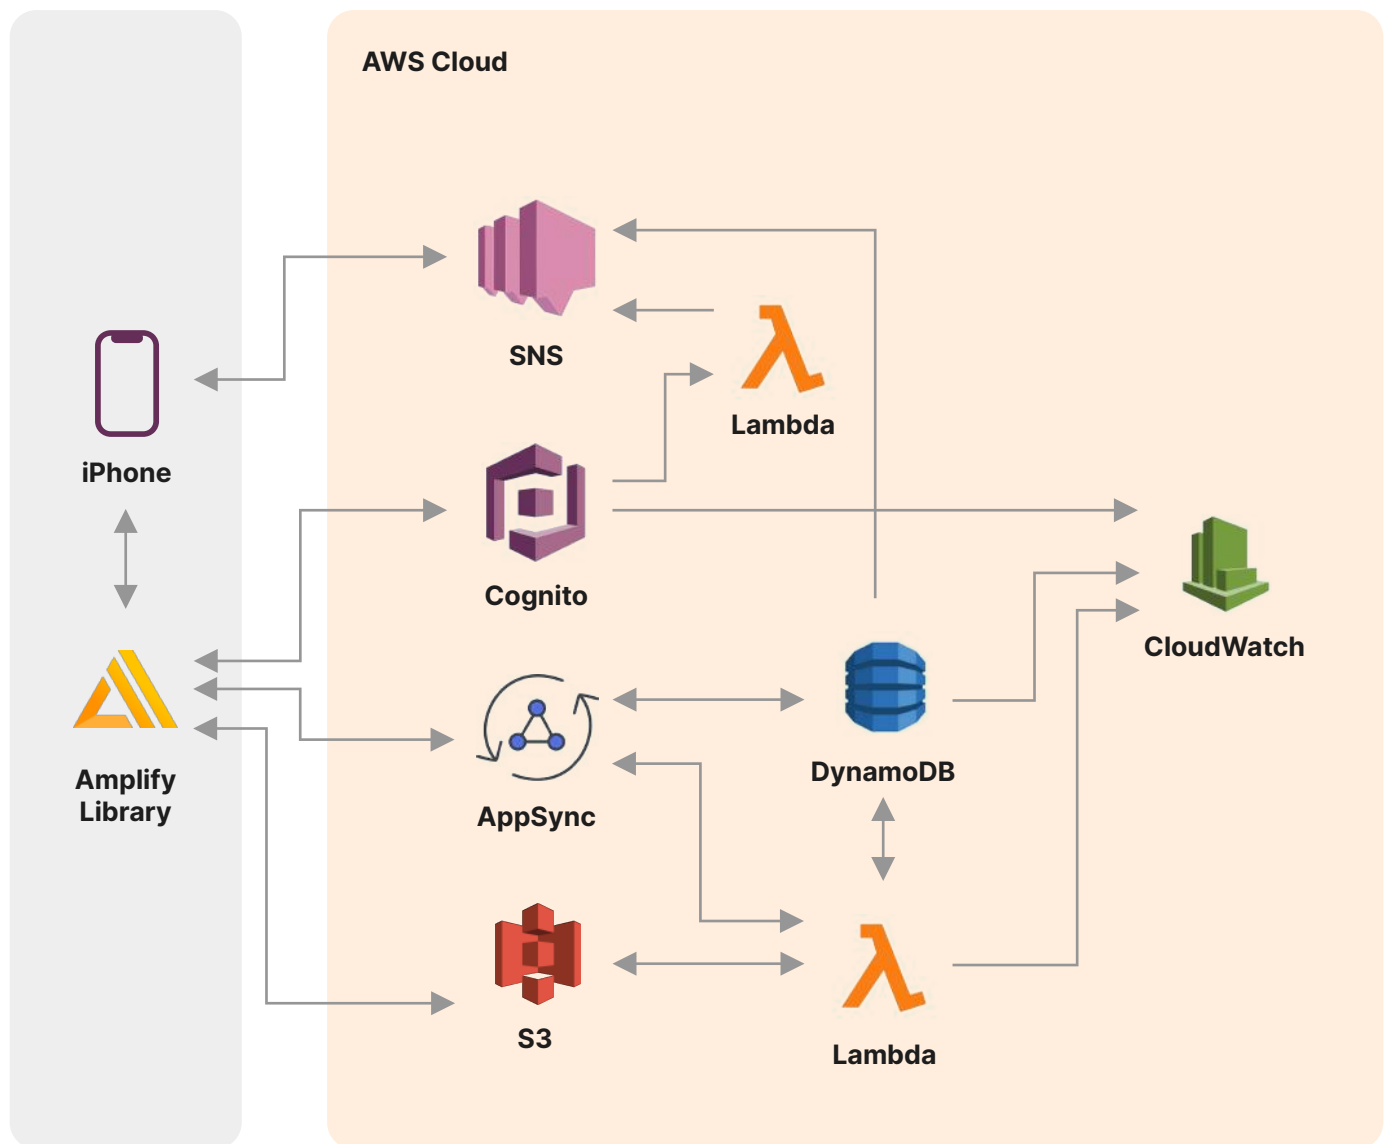 AWS Cloud
SNS
Lambda
iPhone
Cognito
CloudWatch
Amplify
Library
DynamoDB
AppSync
S3
Lambda